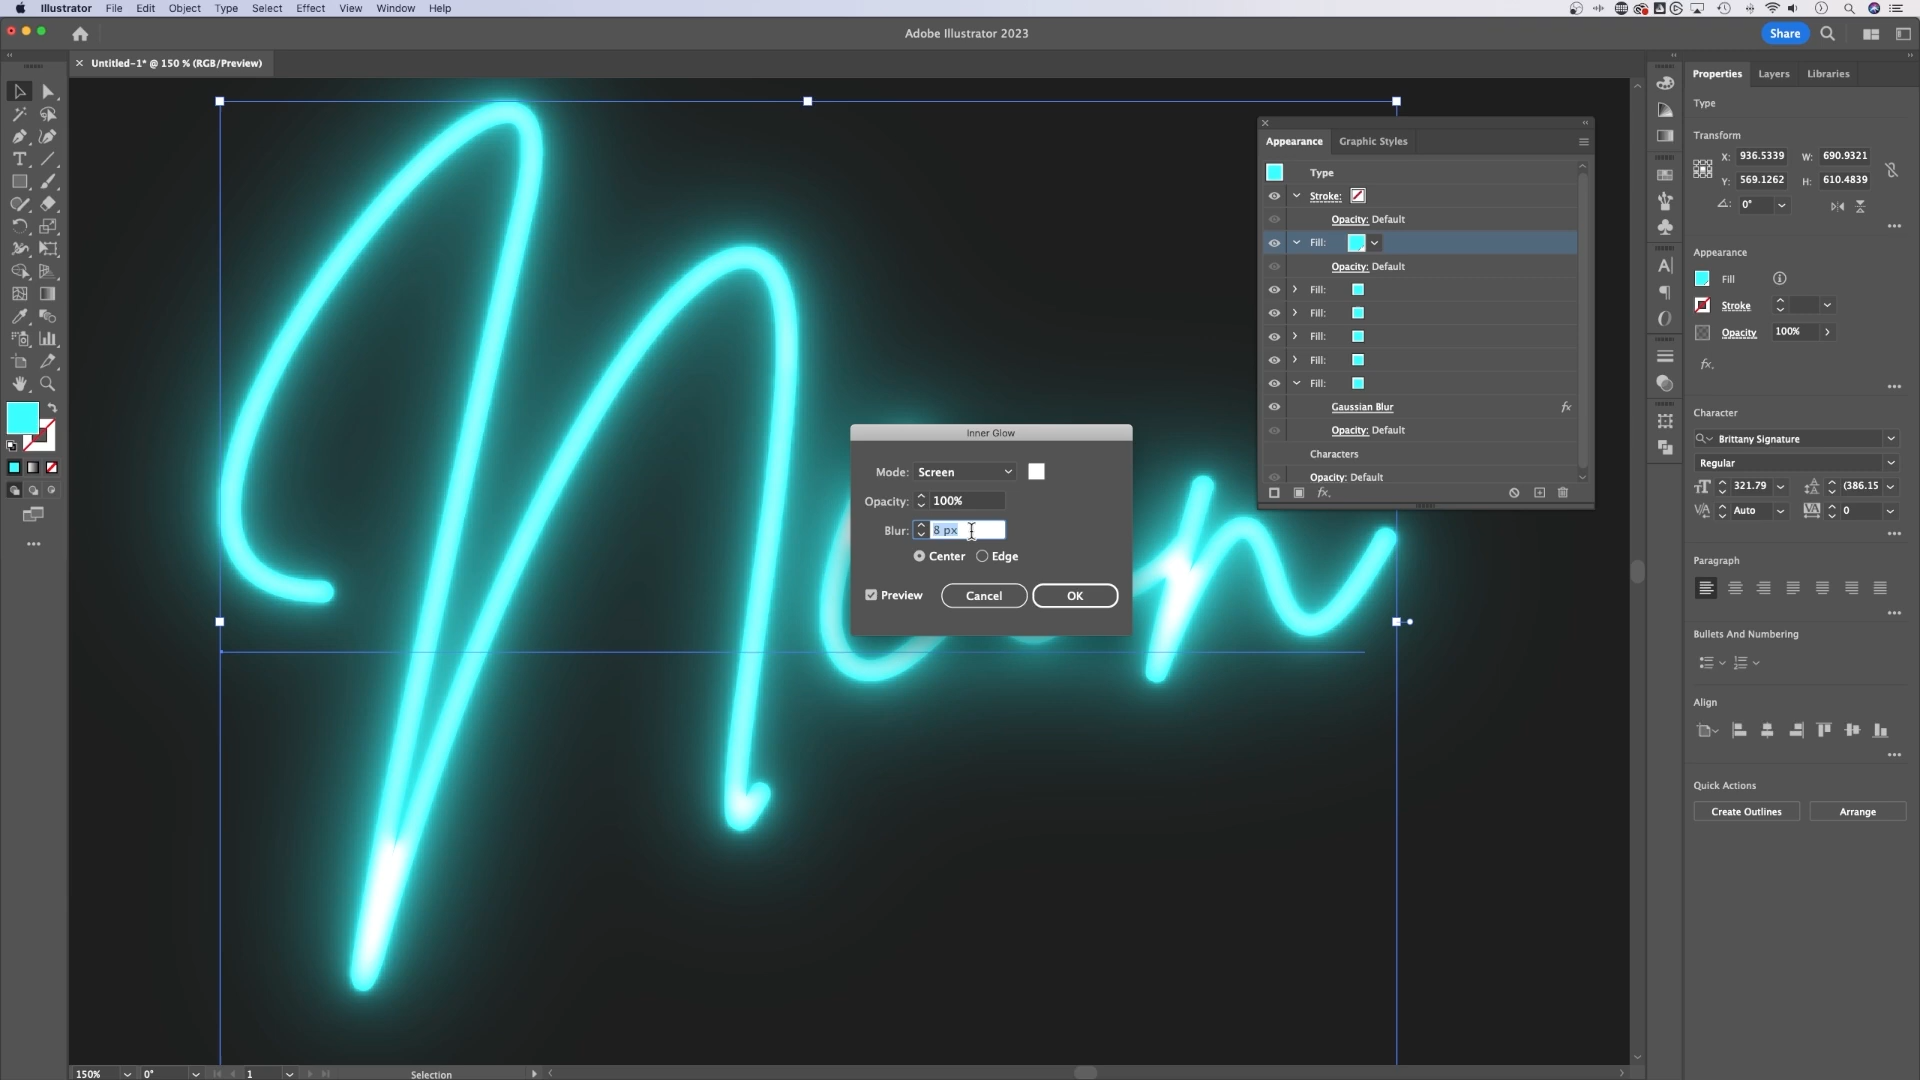 Illustrator File Edit Object Type Select Effect View Window Help
Adobe Illustrator 2023
Share
× Untitled-1* @ 150 % (RGB/Preview)
Neon
Appearance Graphic Styles
Type
Stroke:
Opacity: Default
Fill:
Opacity: Default
Fill:
Fill:
Fill:
Fill:
Fill:
Gaussian Blur fx
Opacity: Default
Characters
Opacity: Default
fx.
Inner Glow
Mode: Screen
Opacity: 100%
Blur: 8 px
Center Edge
Preview Cancel OK
Properties Layers Libraries
Type
Transform
X: 936.5339 W: 690.9321
Y: 569.1262 H: 610.4839
0°
Appearance
Fill
Stroke
Opacity 100%
fx.
Character
Brittany Signature
Regular
321.79 (386.15
Auto 0
Paragraph
Bullets And Numbering
Align
Quick Actions
Create Outlines Arrange
150% 0° 1 Selection